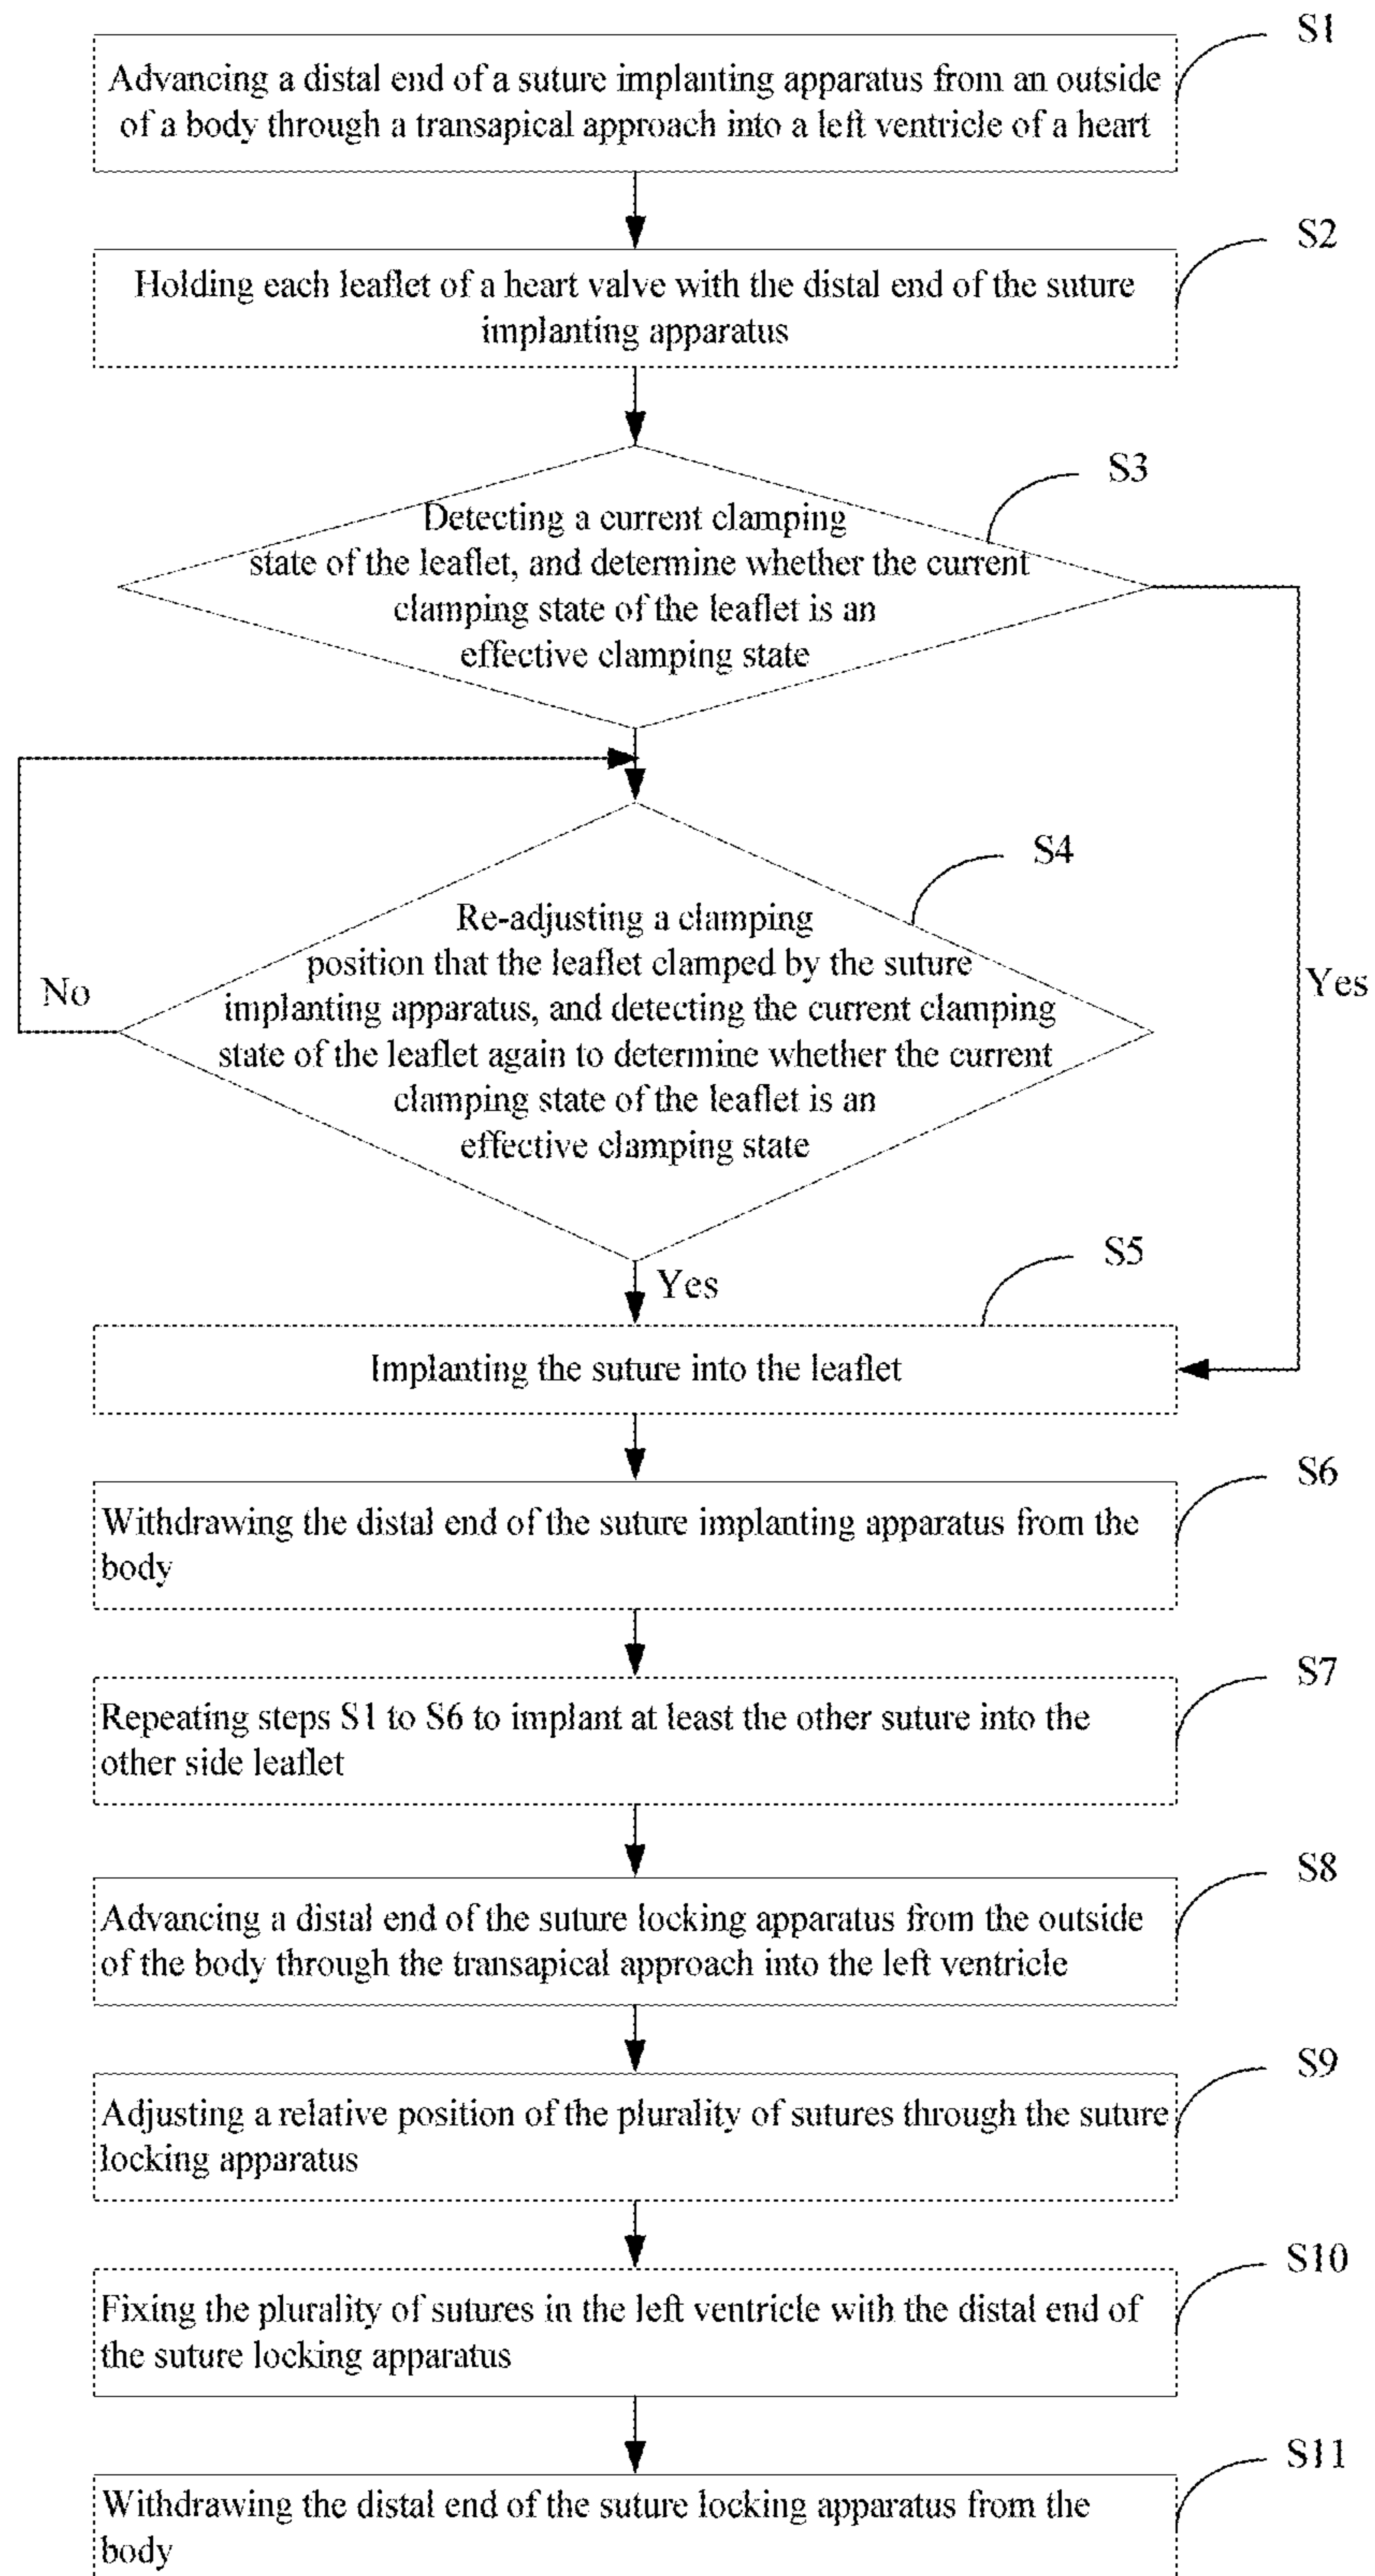 S1
Advancing a distal end of a suture implanting apparatus from an outside
of a body through a transapical approach into a left ventricle of a heart
S2
Holding each leaflet of a heart valve with the distal end of the suture
implanting apparatus
S3
Detecting a current clamping
state of the leaflet, and determine whether the current
clamping state of the leaflet is an
effective clamping state
S4
Re-adjusting a clamping
position that the leaflet clamped by the suture
implanting apparatus, and detecting the current clamping
state of the leaflet again to determine whether the current
clamping state of the leaflet is an
effective clamping state
No
Yes
Yes
S5
Implanting the suture into the leaflet
S6
Withdrawing the distal end of the suture implanting apparatus from the
body
S7
Repeating steps S1 to S6 to implant at least the other suture into the
other side leaflet
S8
Advancing a distal end of the suture locking apparatus from the outside
of the body through the transapical approach into the left ventricle
S9
Adjusting a relative position of the plurality of sutures through the suture
locking apparatus
S10
Fixing the plurality of sutures in the left ventricle with the distal end of
the suture locking apparatus
S11
Withdrawing the distal end of the suture locking apparatus from the
body